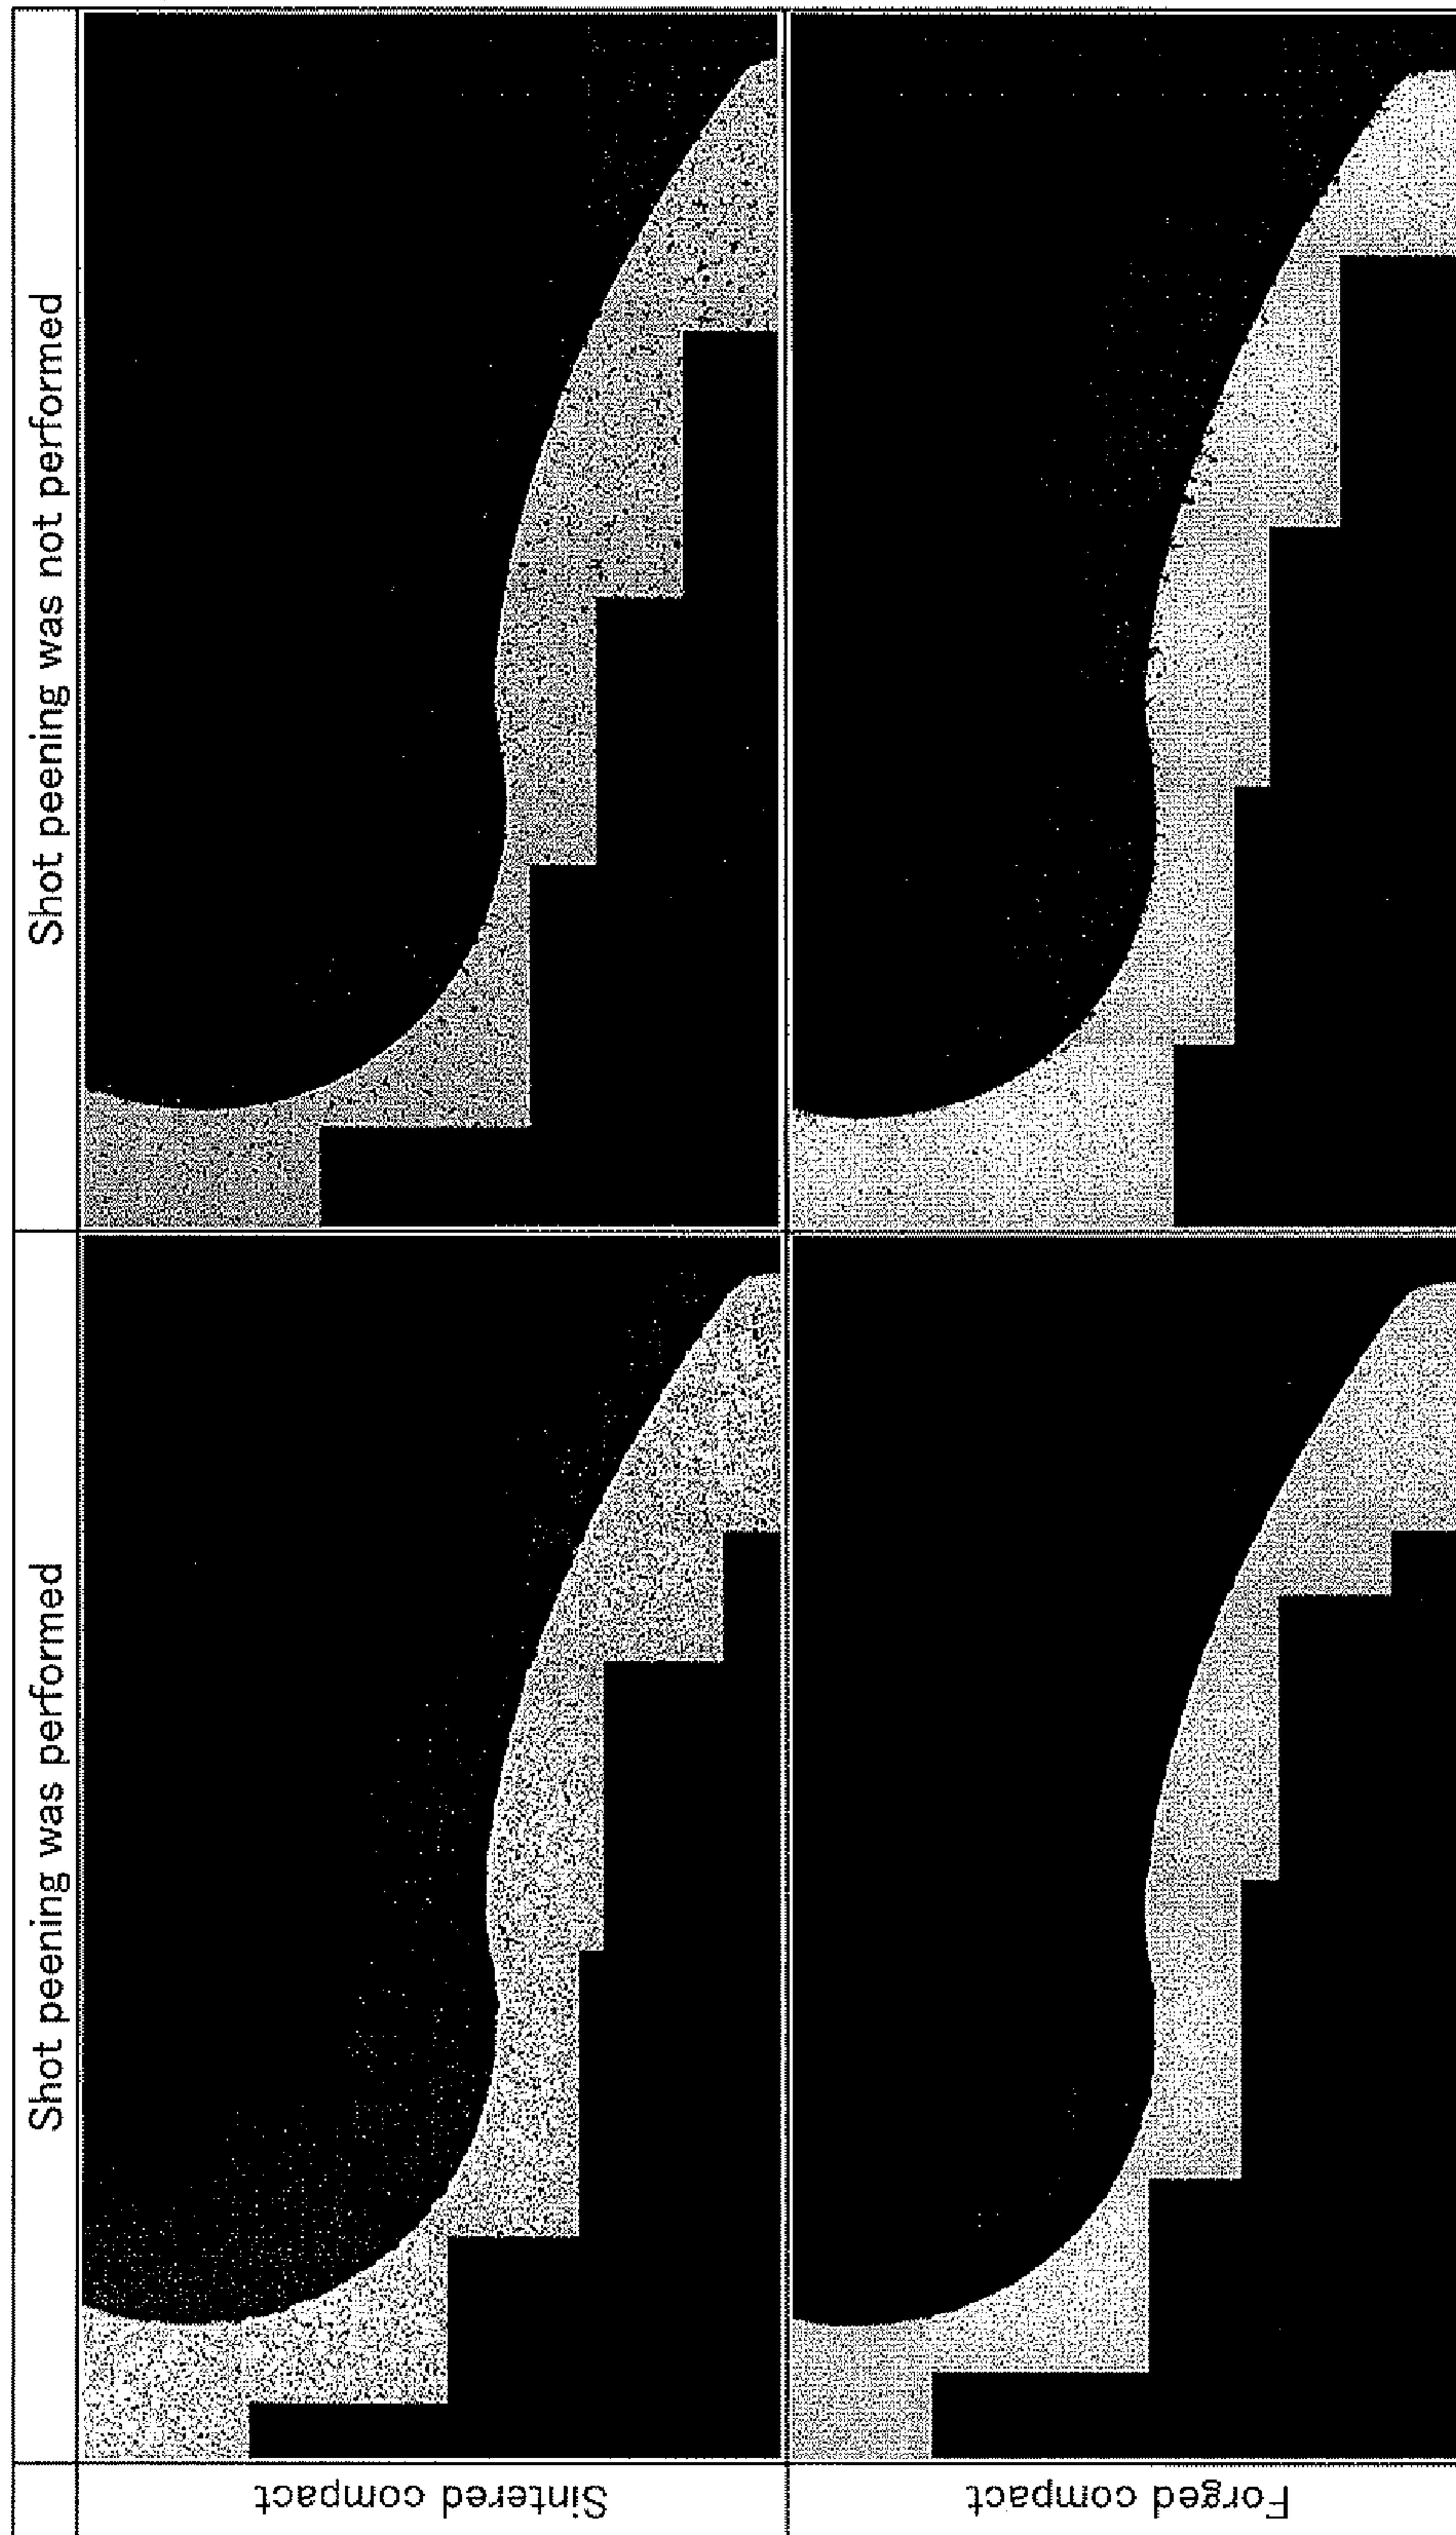 Shot peening was performed
Shot peening was not performed
Sintered compact
Forged compact